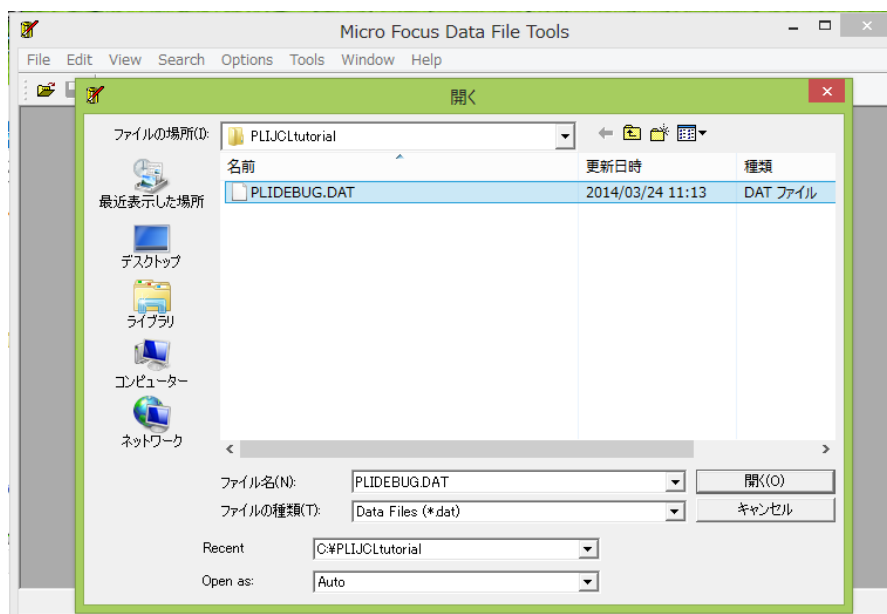 Micro Focus Data File Tools
File Edit View Search Options Tools Window Help
開く
ファイルの場所(I):
PLIJCLtutorial
名前 更新日時 種類
PLIDEBUG.DAT 2014/03/24 11:13 DAT ファイル
最近表示した場所
デスクトップ
ライブラリ
コンピューター
ネットワーク
ファイル名(N): PLIDEBUG.DAT 開く(O)
ファイルの種類(T): Data Files (*.dat) キャンセル
Recent C:¥PLIJCLtutorial
Open as: Auto